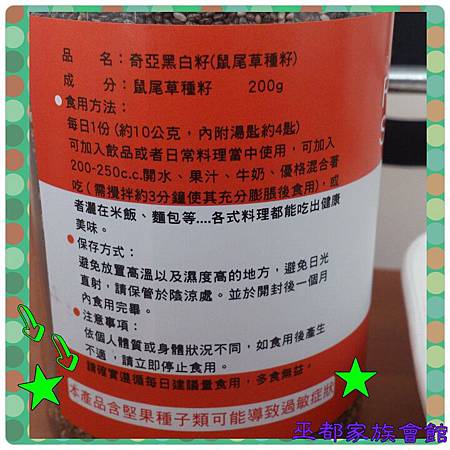 品　名：奇亞黑白籽(鼠尾草種籽)
成　分：鼠尾草種籽　200g
●食用方法：
每日1份(約10公克，內附湯匙約4匙)
可加入飲品或者日常料理當中使用，可加入
200-250c.c.開水、果汁、牛奶、優格混合著
吃(需攪拌約3分鐘使其充分膨脹後食用)，或
者灑在米飯、麵包等....各式料理都能吃出健康
美味。
●保存方式：
避免放置高溫以及濕度高的地方，避免日光
直射，請保管於陰涼處。並於開封後一個月
內食用完畢。
●注意事項：
依個人體質或身體狀況不同，如食用後產生
不適，請立即停止食用。
請確實遵循每日建議量食用，多食無益。
本產品含堅果種子類可能導致過敏症狀
巫都家族會館